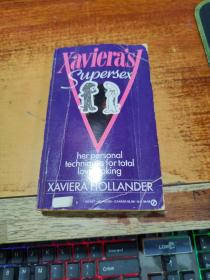 Xaviera's
Supersex
her personal
techniques for total
lovemaking
XAVIERA HOLLANDER